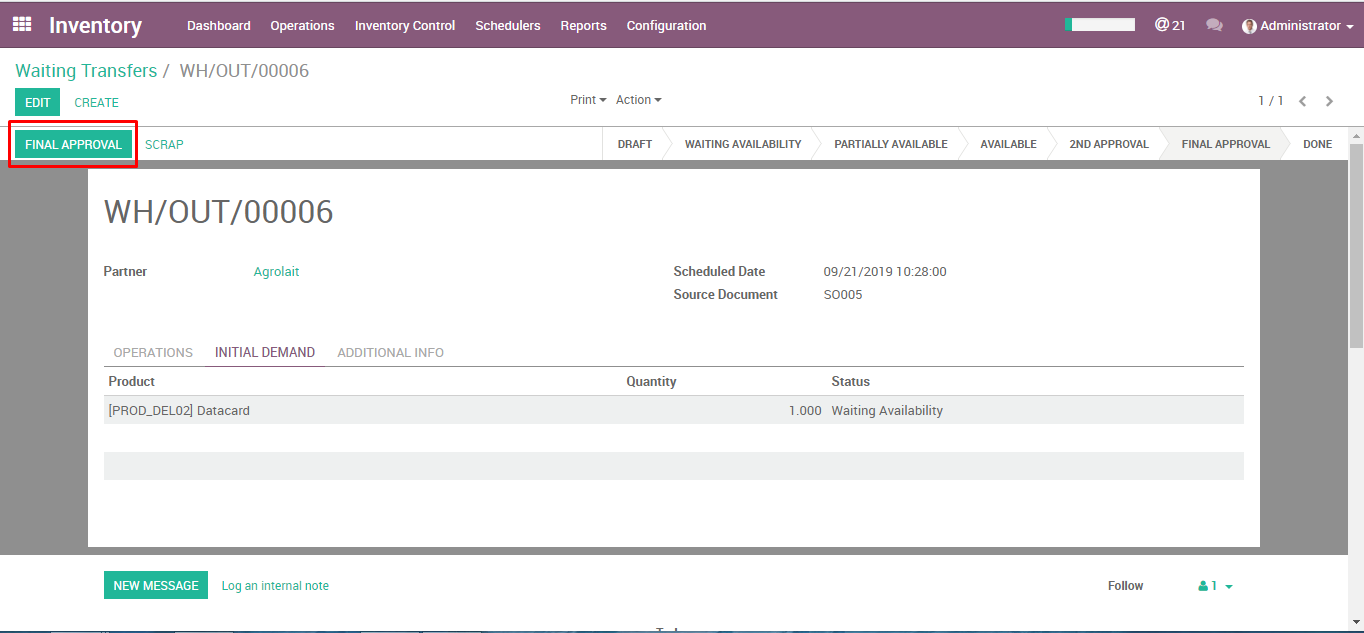 Inventory Dashboard Operations Inventory Control Schedulers Reports Configuration @ 21 Administrator
Waiting Transfers / WH/OUT/00006
EDIT CREATE Print Action 1 / 1
FINAL APPROVAL SCRAP DRAFT WAITING AVAILABILITY PARTIALLY AVAILABLE AVAILABLE 2ND APPROVAL FINAL APPROVAL DONE
WH/OUT/00006
Partner Agrolait Scheduled Date 09/21/2019 10:28:00
Source Document SO005
OPERATIONS INITIAL DEMAND ADDITIONAL INFO
Product Quantity Status
[PROD_DEL02] Datacard 1.000 Waiting Availability
NEW MESSAGE Log an internal note Follow 1